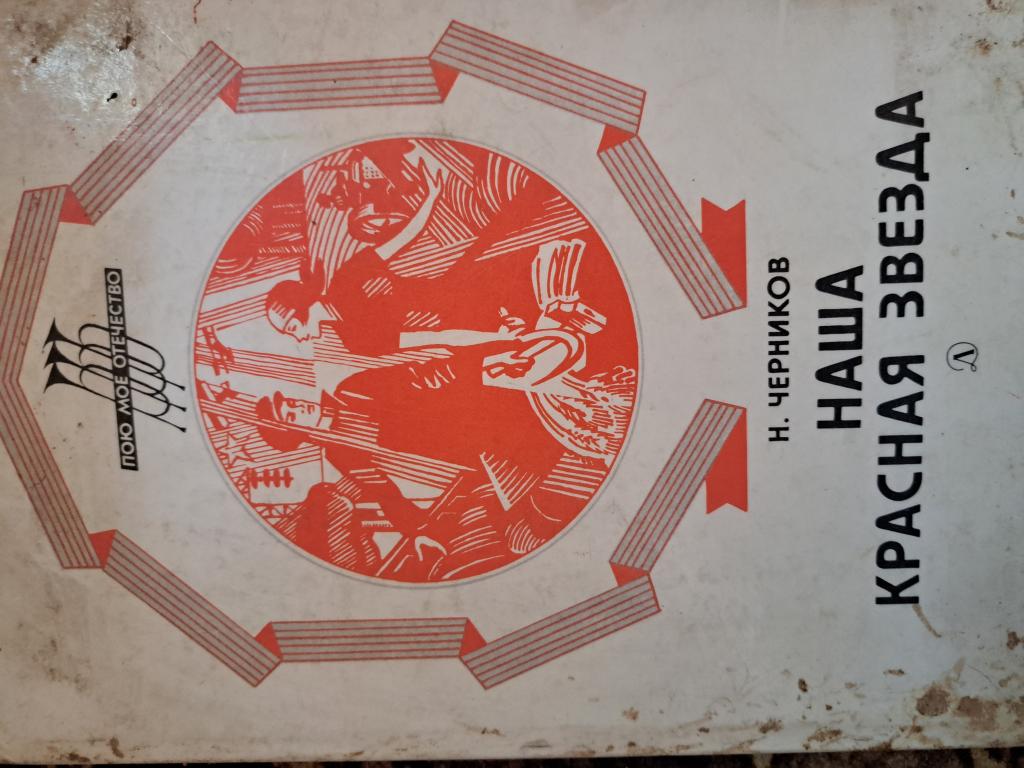 ПОЮ МОЕ ОТЕЧЕСТВО
Н. ЧЕРНИКОВ
НАША
КРАСНАЯ ЗВЕЗДА